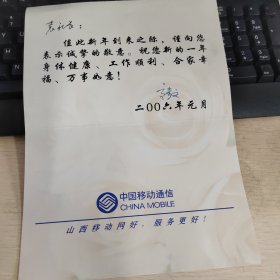 值此新年到来之际，谨向您
表示诚挚的敬意。祝您新的一年
身体健康、工作顺利、合家幸
福、万事如意！
二〇〇六年元月
中国移动通信
CHINA MOBILE
山西移动网好，服务更好！